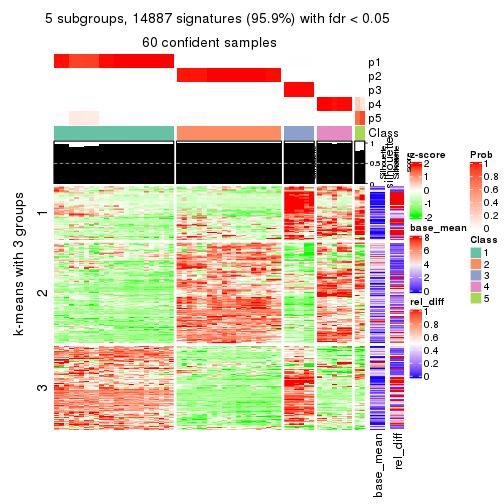 5 subgroups, 14887 signatures (95.9%) with fdr < 0.05
60 confident samples
p1
p2
p3
p4
p5
Class
1
0.5
0
silhouettes
k-means with 3 groups
1
2
3
base_mean
rel_diff
z-score
2
1
0
-1
-2
base_mean
8
6
4
2
0
rel_diff
1
0.8
0.6
0.4
0.2
0
Prob
1
0.8
0.6
0.4
0.2
0
Class
1
2
3
4
5